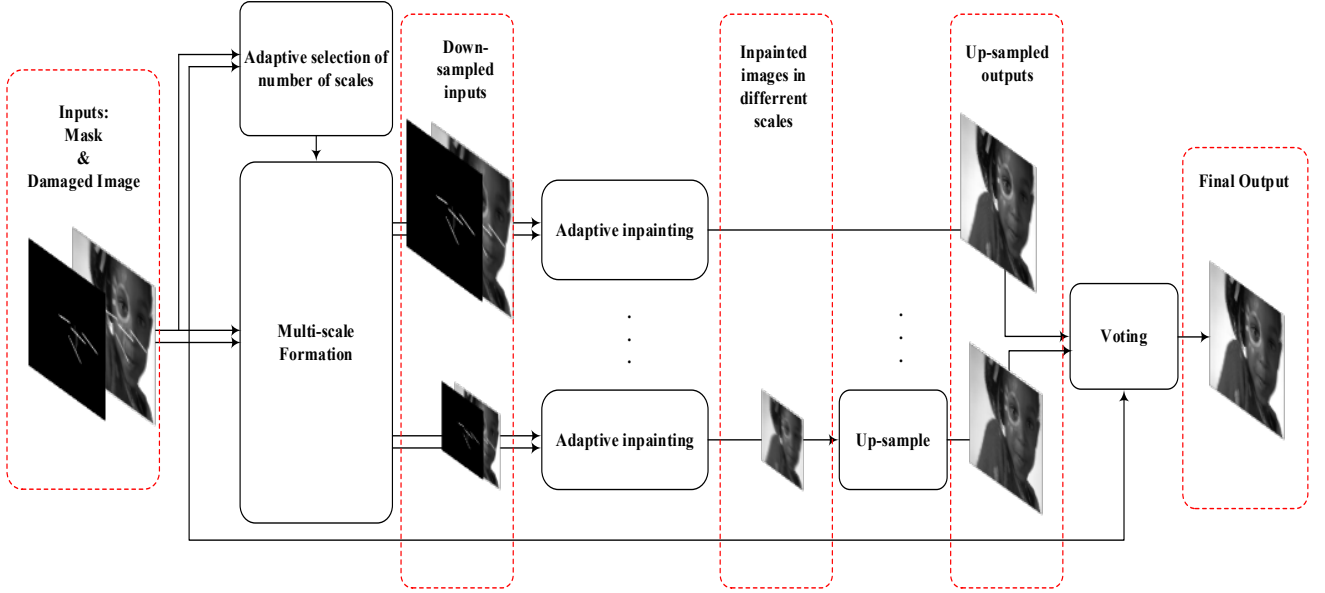 Inputs:
Mask
&
Damaged Image
Adaptive selection of
number of scales
Multi-scale
Formation
Down-
sampled
inputs
Adaptive inpainting
Adaptive inpainting
Inpainted
images in
differrent
scales
Up-sample
Up-sampled
outputs
Voting
Final Output